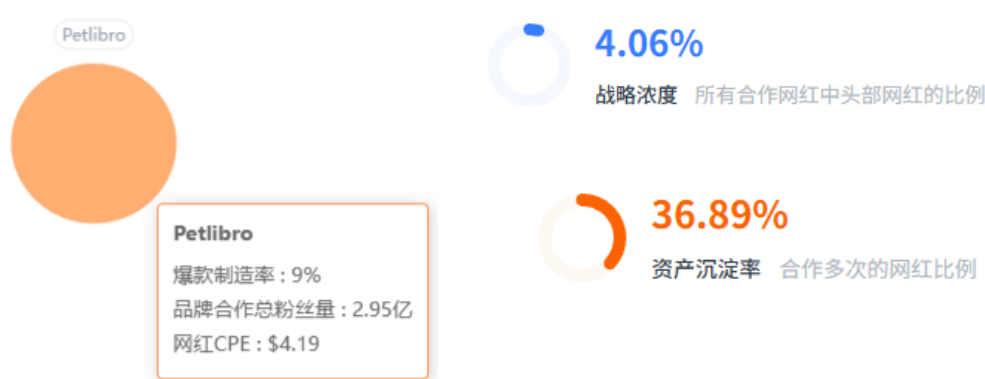 Petlibro
4.06%
战略浓度 所有合作网红中头部网红的比例
36.89%
资产沉淀率 合作多次的网红比例
Petlibro
爆款制造率 : 9%
品牌合作总粉丝量 : 2.95亿
网红CPE : $4.19